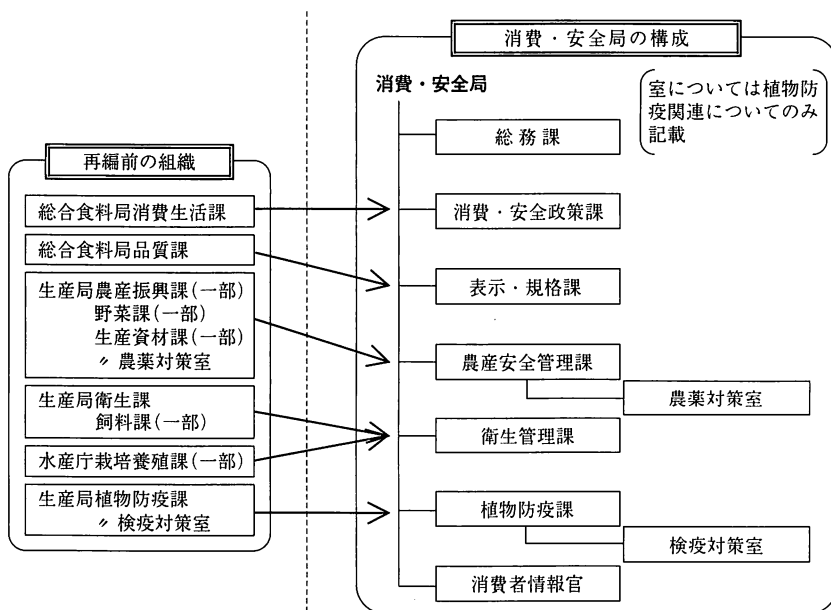 消費・安全局の構成
消費・安全局
室については植物防
疫関連についてのみ
記載
総務課
再編前の組織
総合食料局消費生活課
消費・安全政策課
総合食料局品質課
表示・規格課
生産局農産振興課(一部)
野菜課(一部)
生産資材課(一部)
〃 農薬対策室
農産安全管理課
農薬対策室
生産局衛生課
飼料課(一部)
衛生管理課
水産庁栽培養殖課(一部)
生産局植物防疫課
〃 検疫対策室
植物防疫課
検疫対策室
消費者情報官